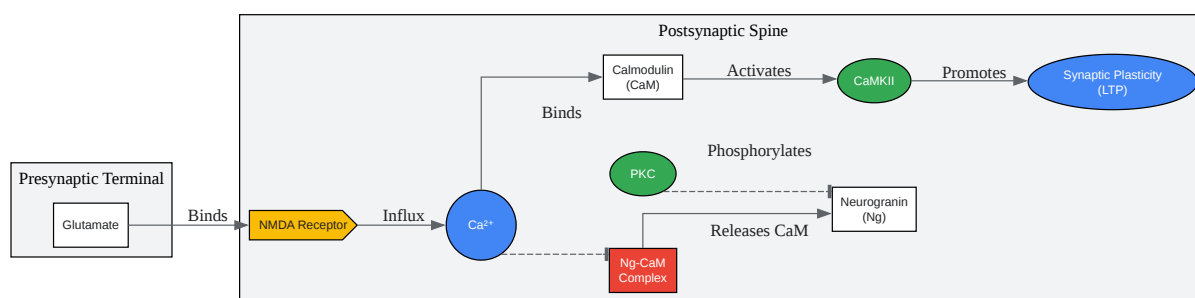 Postsynaptic Spine
Calmodulin
(CaM)
Activates
CaMKII
Promotes
Synaptic Plasticity
(LTP)
Binds
Phosphorylates
PKC
Presynaptic Terminal
Glutamate
Binds
NMDA Receptor
Influx
Ca²⁺
Neurogranin
(Ng)
Releases CaM
Ng-CaM
Complex